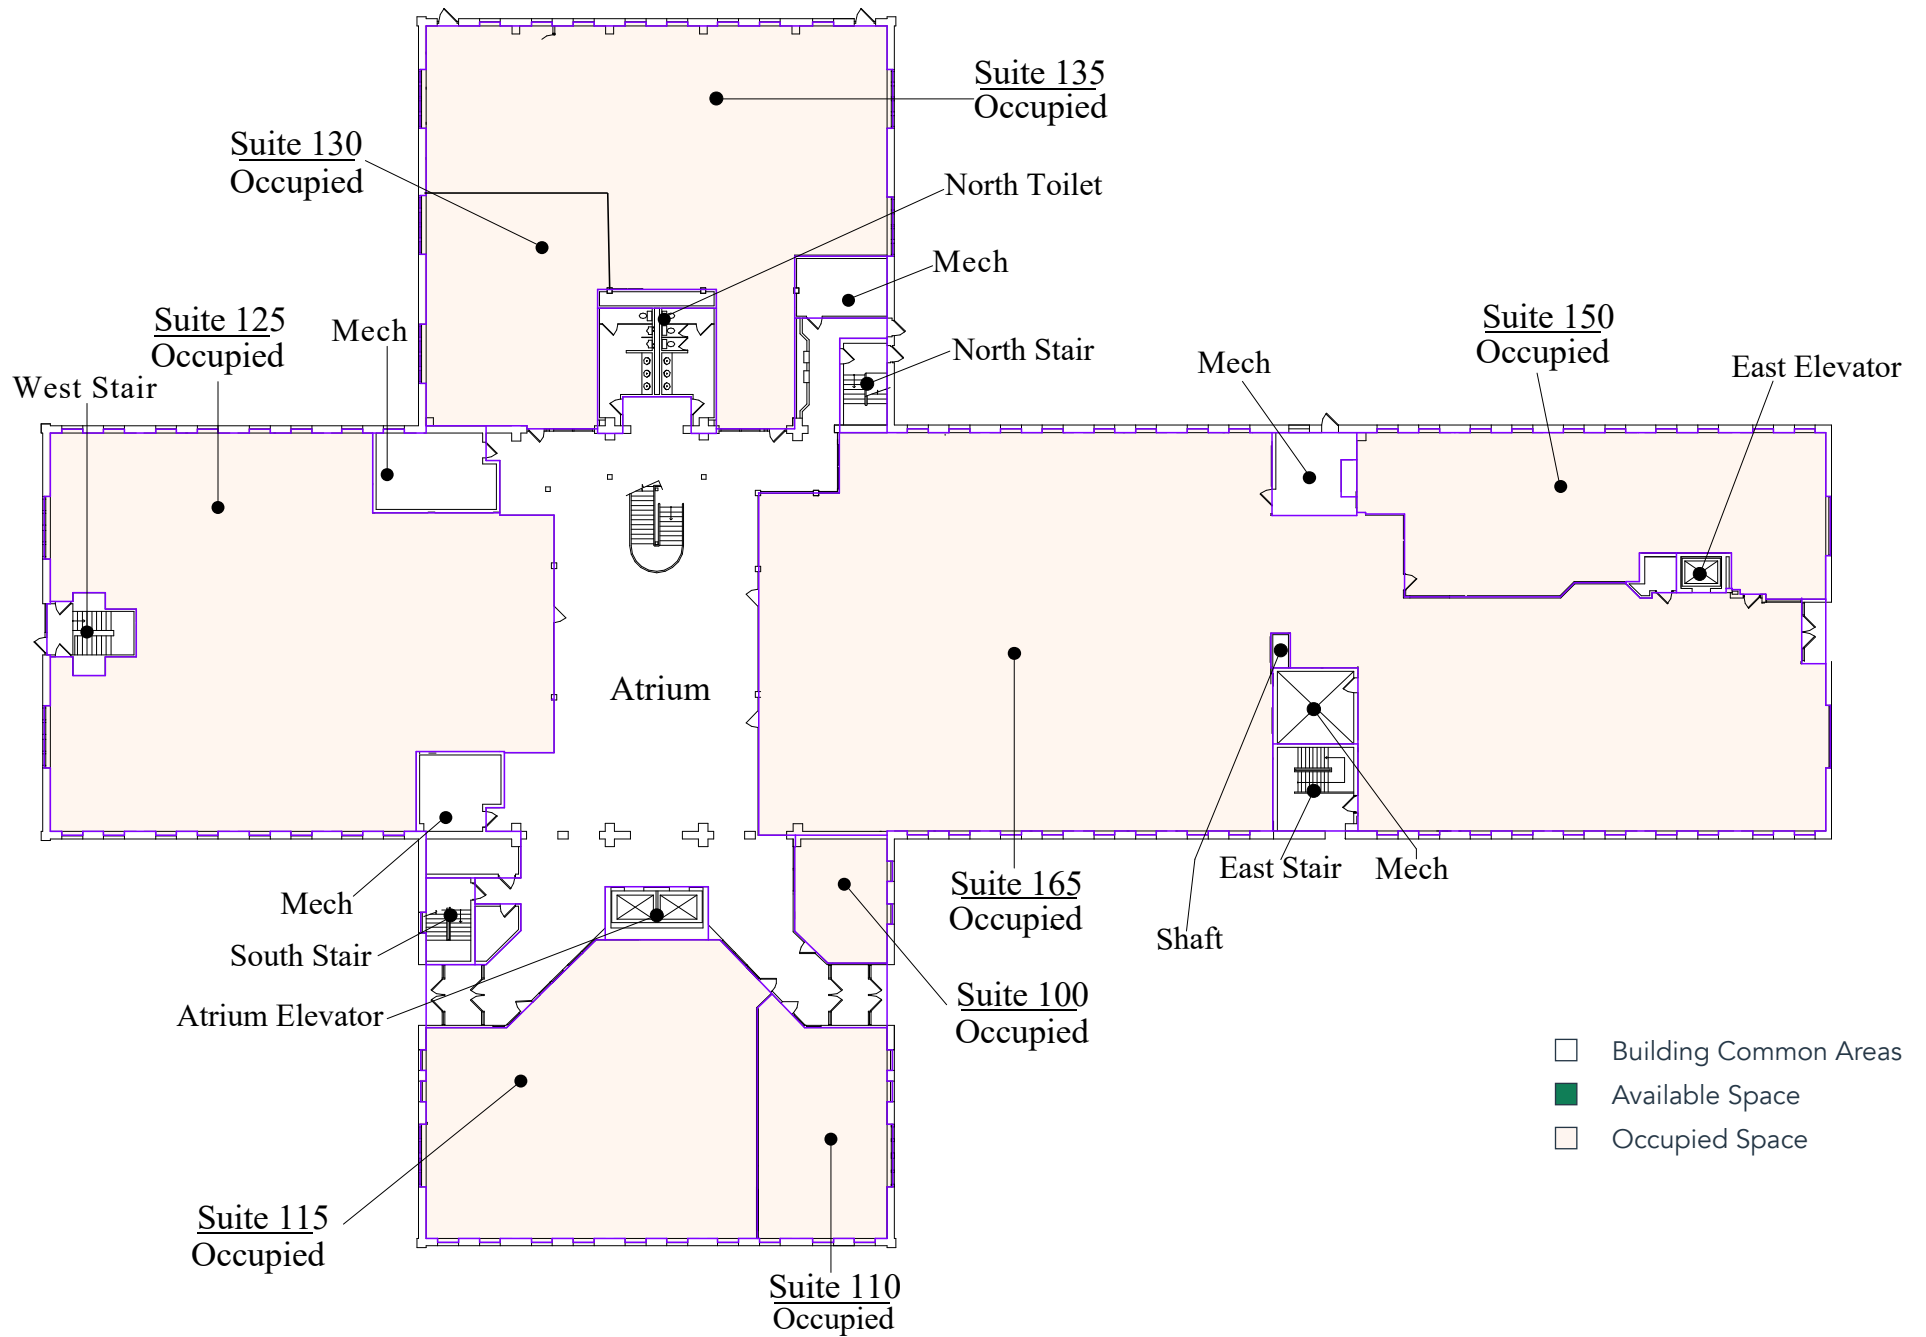 Suite 135
Occupied
Suite 130
Occupied
North Toilet
Mech
Suite 125
Occupied
Mech
West Stair
North Stair
Mech
Suite 150
Occupied
East Elevator
Atrium
Mech
South Stair
Atrium Elevator
Suite 165
Occupied
Shaft
East Stair
Mech
Suite 100
Occupied
Building Common Areas
Available Space
Occupied Space
Suite 115
Occupied
Suite 110
Occupied